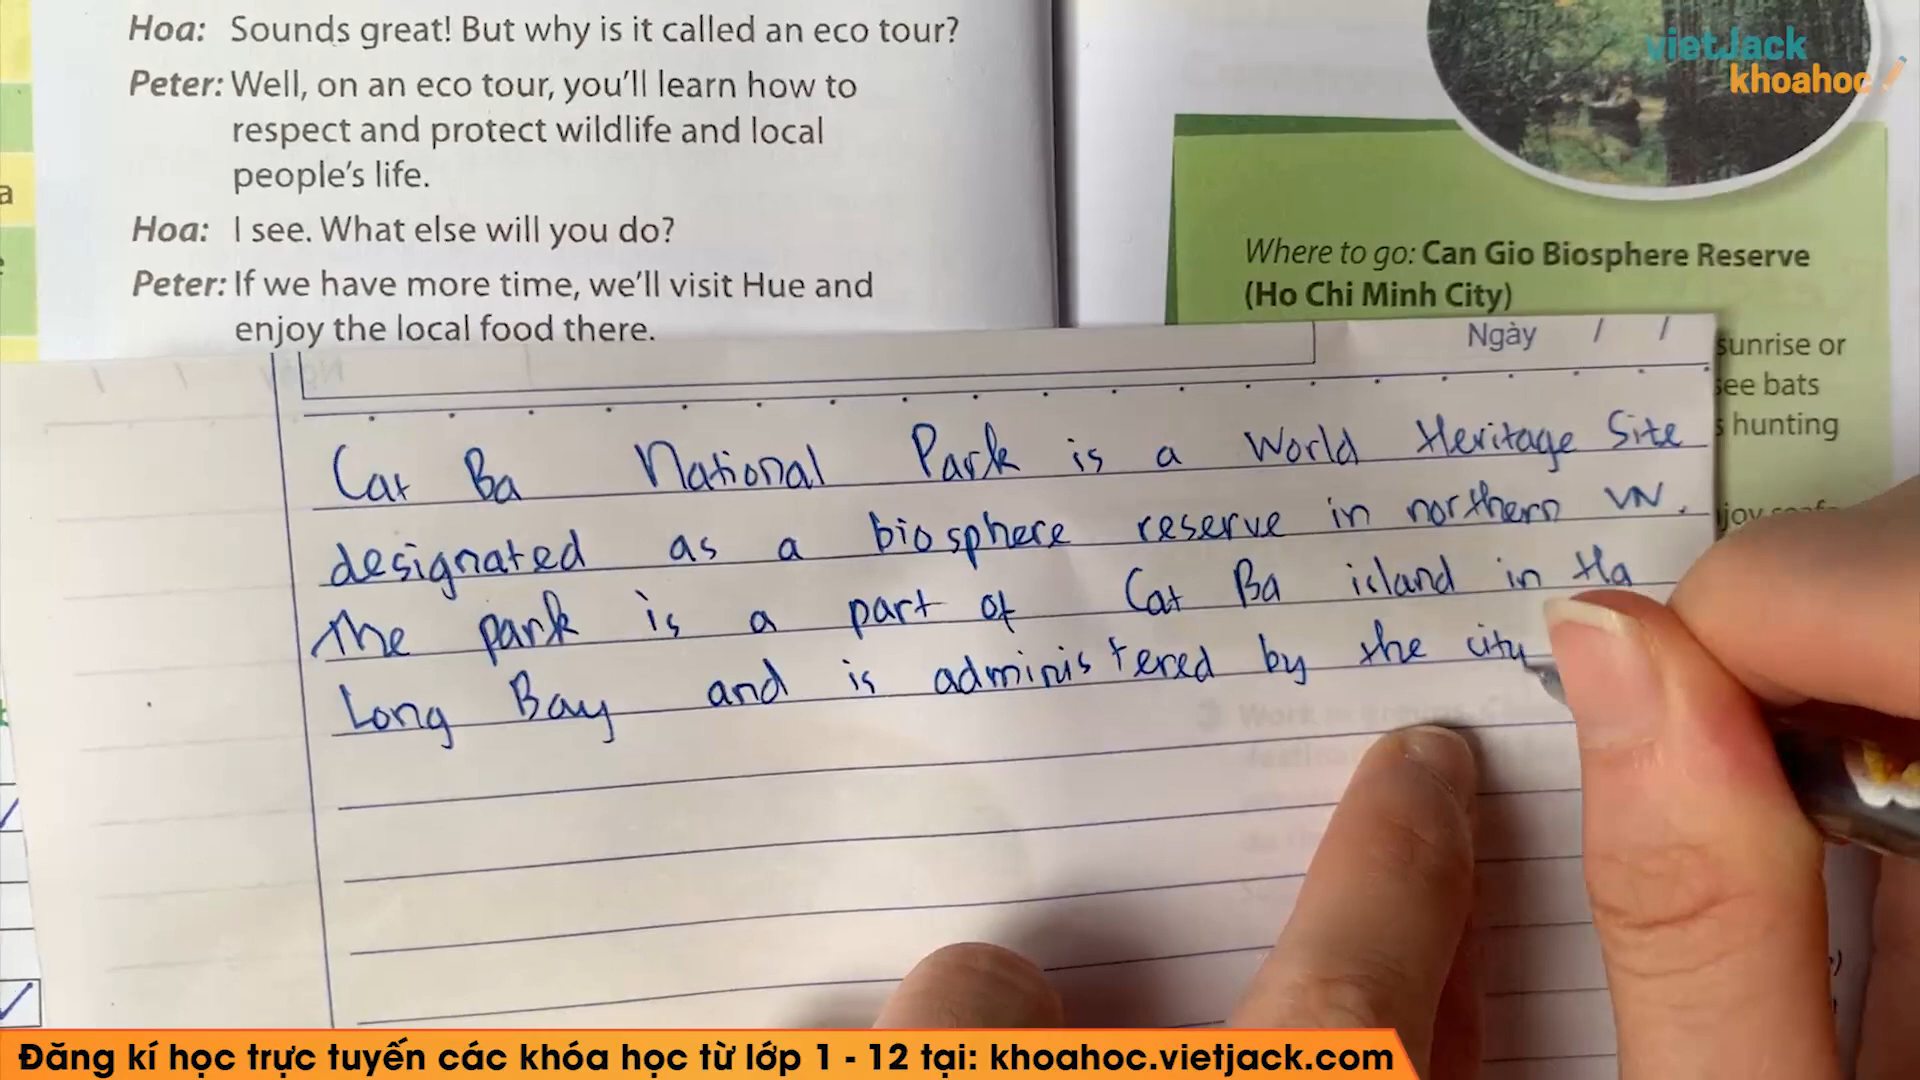 Hoa: Sounds great! But why is it called an eco tour?
Peter: Well, on an eco tour, you'll learn how to
respect and protect wildlife and local
people's life.
Hoa: I see. What else will you do?
Peter: If we have more time, we'll visit Hue and
enjoy the local food there.
vietJack
khoahoc
Where to go: Can Gio Biosphere Reserve
(Ho Chi Minh City)
sunrise or
see bats
hunting
Ngày / /
Cat Ba National Park is a World Heritage Site
designated as a biosphere reserve in northern VN.
The park is a part of Cat Ba island in Ha
Long Bay and is administered by the city
Đăng kí học trực tuyến các khóa học từ lớp 1 - 12 tại: khoahoc.vietjack.com